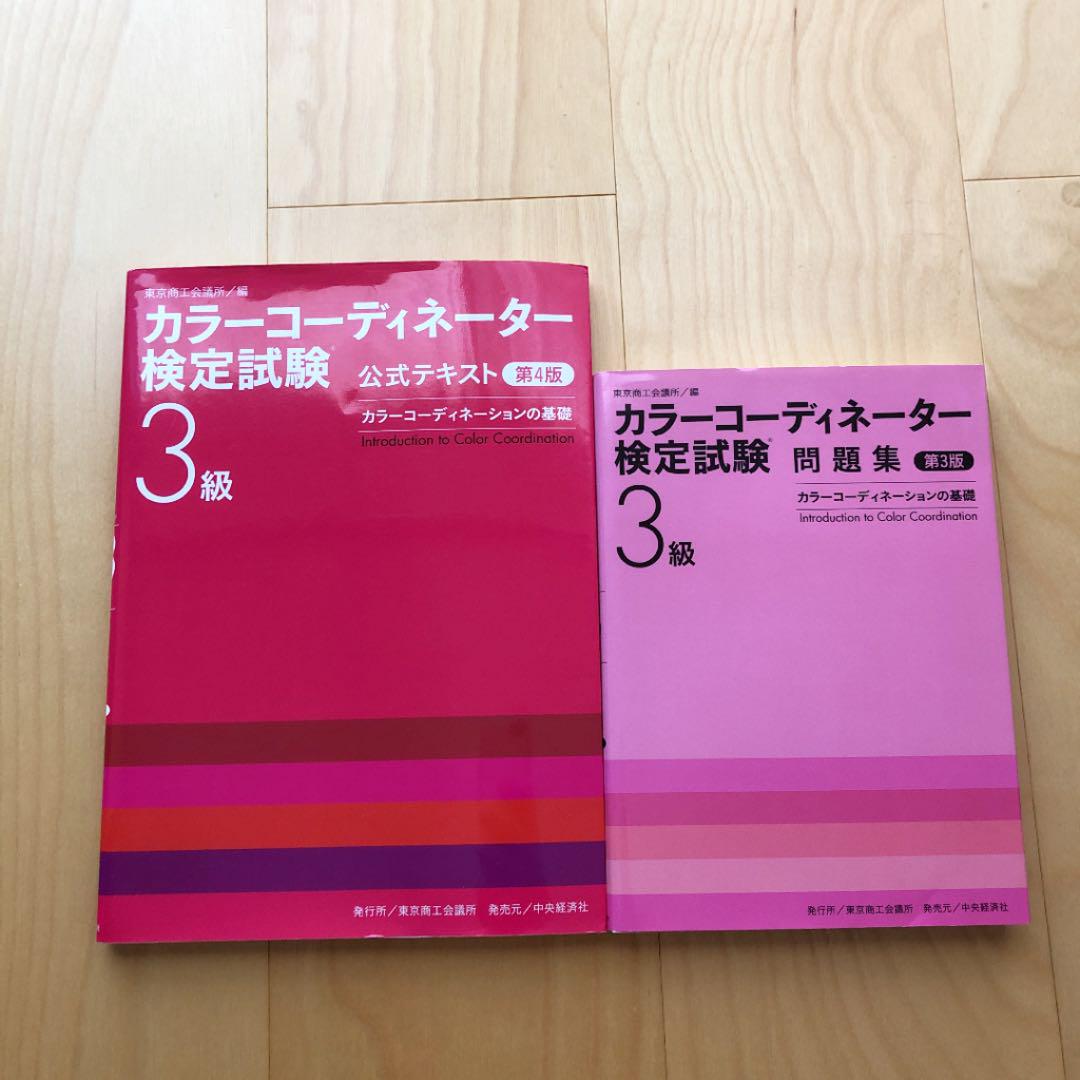 東京商工会議所/編
カラーコーディネーター
検定試験® 公式テキスト 第4版
カラーコーディネーションの基礎
Introduction to Color Coordination
3級
発行所/東京商工会議所 発売元/中央経済社
東京商工会議所/編
カラーコーディネーター
検定試験® 問題集 第3版
カラーコーディネーションの基礎
Introduction to Color Coordination
3級
発行所/東京商工会議所 発売元/中央経済社